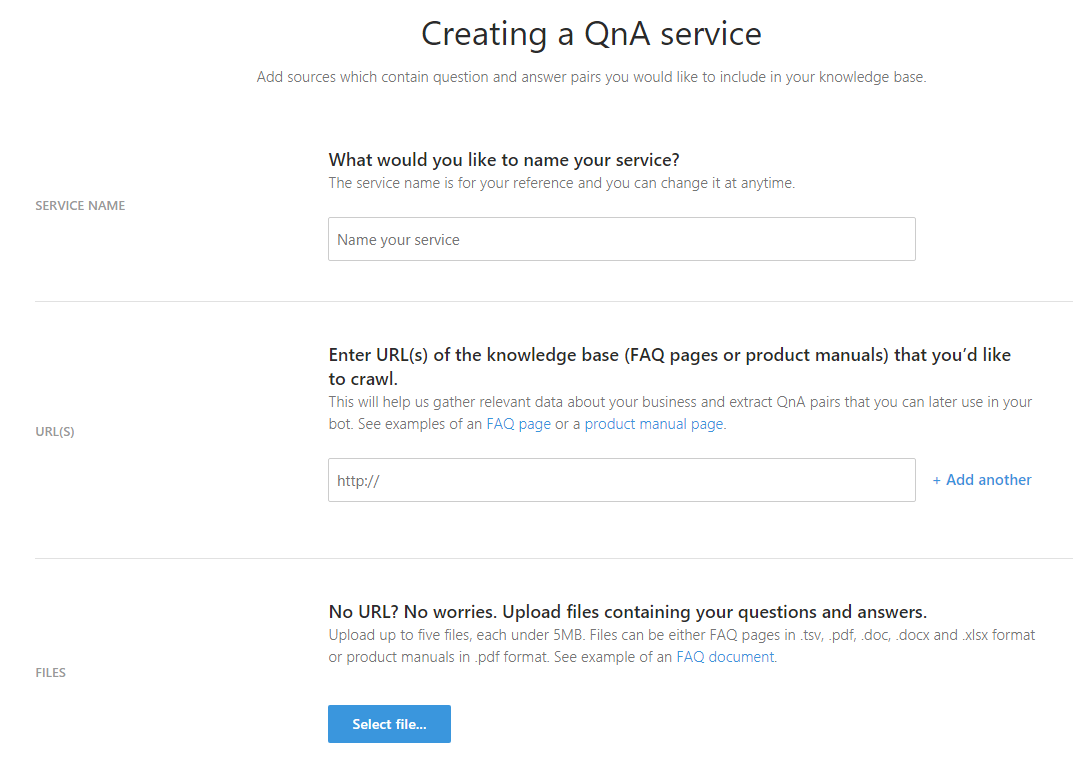 Creating a QnA service
Add sources which contain question and answer pairs you would like to include in your knowledge base.
What would you like to name your service?
The service name is for your reference and you can change it at anytime.
SERVICE NAME
Name your service
Enter URL(s) of the knowledge base (FAQ pages or product manuals) that you’d like
to crawl.
This will help us gather relevant data about your business and extract QnA pairs that you can later use in your
bot. See examples of an FAQ page or a product manual page.
URL(S)
http://
+ Add another
No URL? No worries. Upload files containing your questions and answers.
Upload up to five files, each under 5MB. Files can be either FAQ pages in .tsv, .pdf, .doc, .docx and .xlsx format
or product manuals in .pdf format. See example of an FAQ document.
FILES
Select file...